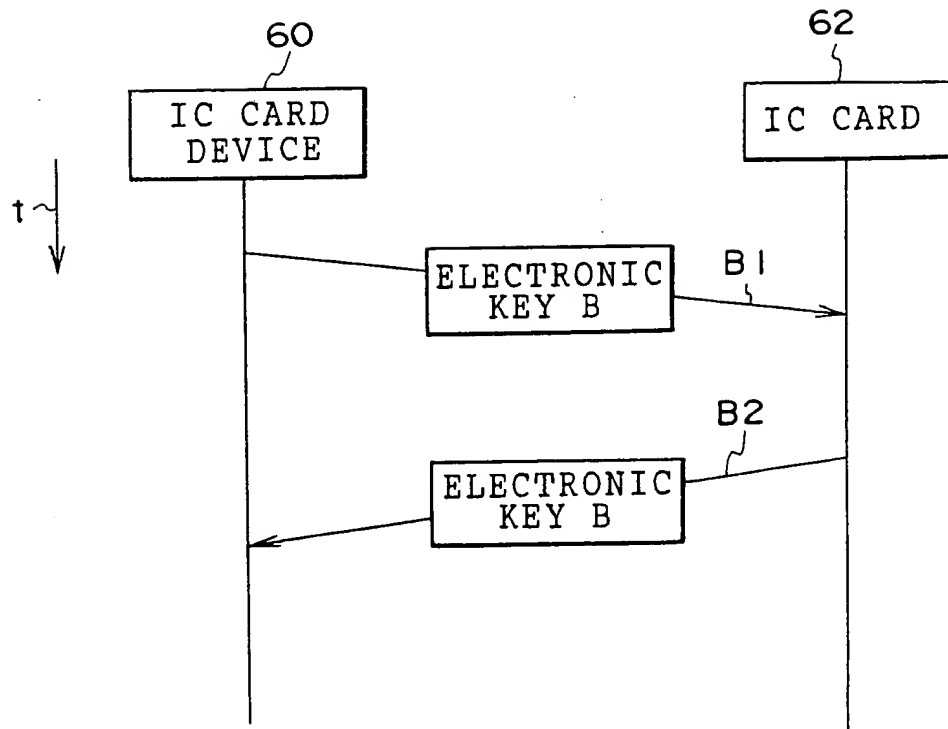 60
62
IC CARD
DEVICE
IC CARD
t
ELECTRONIC
KEY B
B1
B2
ELECTRONIC
KEY B